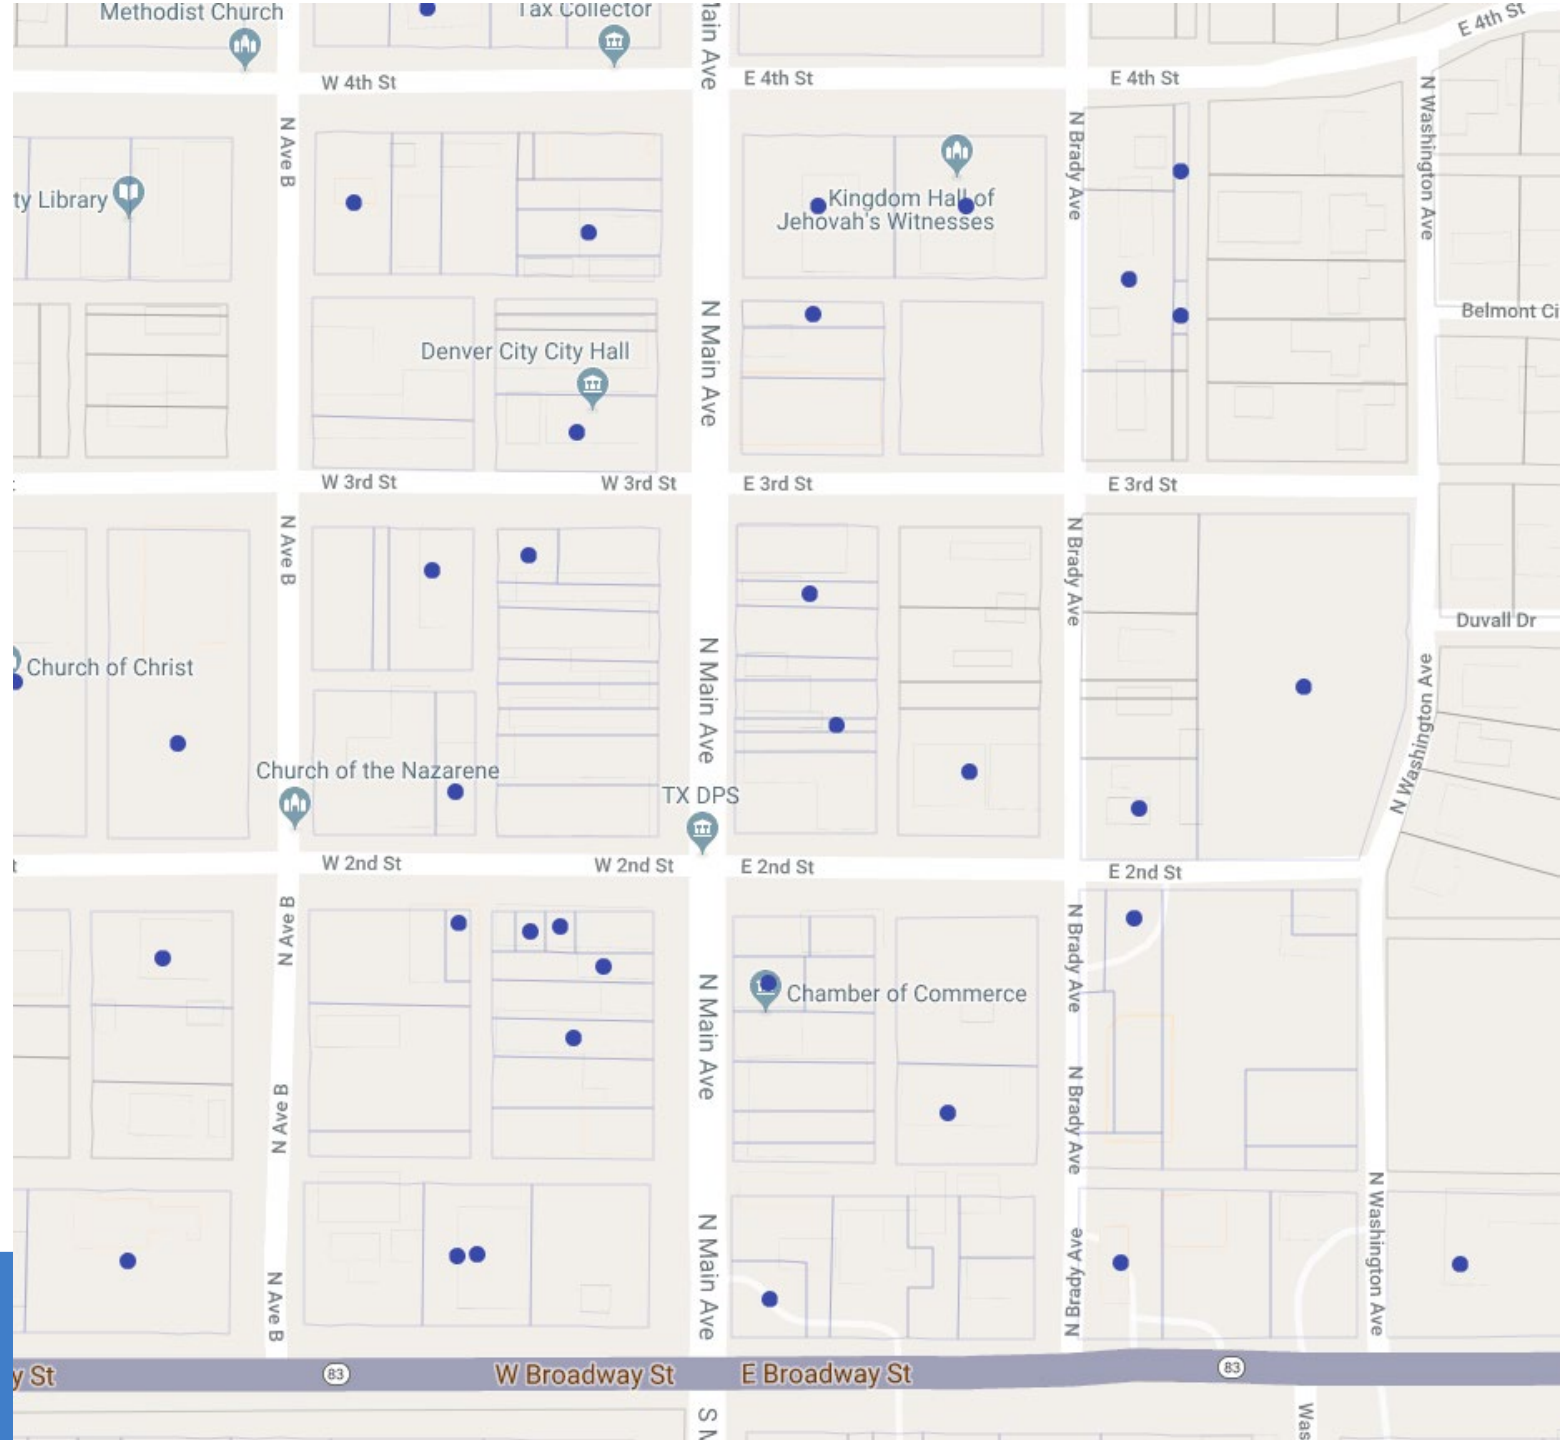 Methodist Church
Tax Collector
Main Ave
E 4th St
W 4th St
E 4th St
E 4th St
N Ave B
N Brady Ave
N Washington Ave
ty Library
Kingdom Hall of
Jehovah's Witnesses
N Main Ave
Belmont Ci
Denver City City Hall
W 3rd St
W 3rd St
E 3rd St
E 3rd St
N Ave B
N Brady Ave
Duvall Dr
N Main Ave
N Washington Ave
Church of Christ
Church of the Nazarene
TX DPS
W 2nd St
W 2nd St
E 2nd St
E 2nd St
N Ave B
N Brady Ave
N Main Ave
Chamber of Commerce
N Ave B
N Brady Ave
N Washington Ave
N Main Ave
N Brady Ave
N Ave B
y St
83
W Broadway St
E Broadway St
83
S M
Was